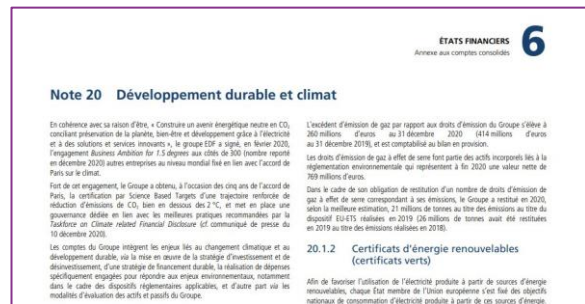 ÉTATS FINANCIERS
Annexe aux comptes consolidés
6
Note 20 Développement durable et climat
En cohérence avec sa raison d'être, « Construire un avenir énergétique neutre en CO₂
conciliant préservation de la planète, bien-être et développement grâce à l'électricité
et à des solutions et services innovants », le groupe EDF a signé, en février 2020,
l'engagement Business Ambition for 1.5 degrees aux côtés de 300 (nombre reporté
en décembre 2020) autres entreprises au niveau mondial fixé en lien avec l'accord de
Paris sur le climat.
Fort de cet engagement, le Groupe a obtenu, à l'occasion des cinq ans de l'accord de
Paris, la certification par Science Based Targets d'une trajectoire renforcée de
réduction d'émissions de CO₂ bien en dessous des 2 °C, et met en place une
gouvernance dédiée en lien avec les meilleures pratiques recommandées par la
Taskforce on Climate related Financial Disclosure (cf. communiqué de presse du
10 décembre 2020).
Les comptes du Groupe intègrent les enjeux liés au changement climatique et au
développement durable, via la mise en œuvre de la stratégie d'investissement et de
désinvestissement, d'une stratégie de financement durable, la réalisation de dépenses
spécifiquement engagées pour répondre aux enjeux environnementaux, notamment
dans le cadre des dispositifs réglementaires applicables, et d'autre part via les
modalités d'évaluation des actifs et passifs du Groupe.
L'excédent d'émission de gaz par rapport aux droits d'émission du Groupe s'élève à
260 millions d'euros au 31 décembre 2020 (414 millions d'euros
au 31 décembre 2019), et est comptabilisé au bilan en provision.
Les droits d'émission de gaz à effet de serre font partie des actifs incorporels liés à la
réglementation environnementale qui représentent à fin 2020 une valeur nette de
769 millions d'euros.
Dans le cadre de son obligation de restitution d'un nombre de droits d'émission de
gaz à effet de serre correspondant à ses émissions, le Groupe a restitué en 2020,
selon la meilleure estimation, 21 millions de tonnes au titre des émissions au titre du
dispositif EU-ETS réalisées en 2019 (26 millions de tonnes avait été restituées
en 2019 au titre des émissions réalisées en 2018).
20.1.2 Certificats d'énergie renouvelables
(certificats verts)
Afin de favoriser l'utilisation de l'électricité produite à partir de sources d'énergie
renouvelables, chaque État membre de l'Union européenne s'est fixé des objectifs
nationaux de consommation d'électricité produite à partir de sources d'énergie.